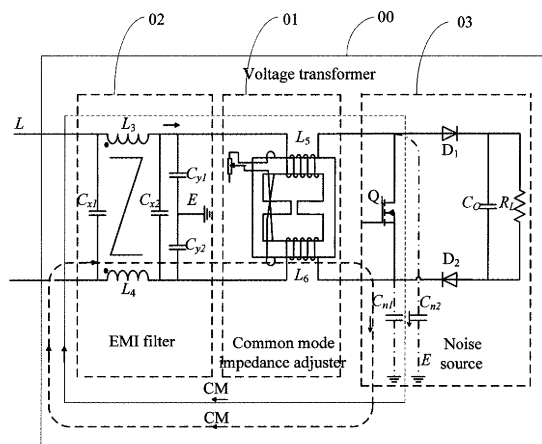 02
01
00
03
Voltage transformer
L
L3
L5
D1
Cy1
Cx1
Cx2
E
Q
CO
RL
Cy2
D2
L4
L6
Cn1
Cn2
EMI filter
Common mode
impedance adjuster
Noise
source
E
CM
CM